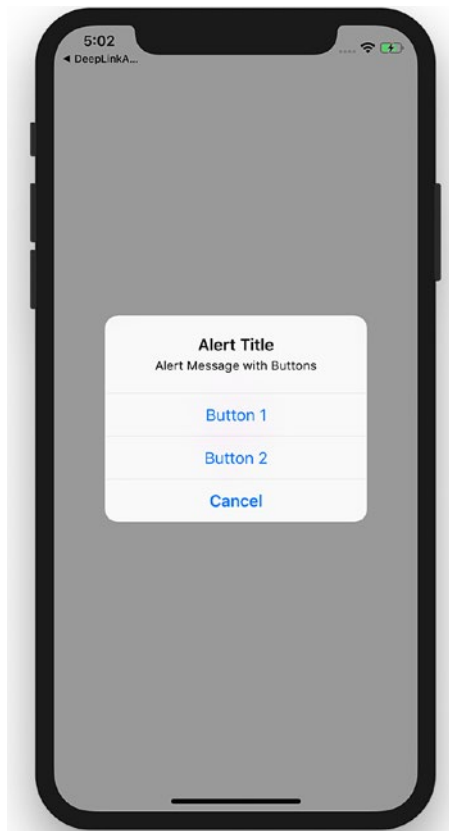 5:02
◀ DeepLinkA...
Alert Title
Alert Message with Buttons
Button 1
Button 2
Cancel